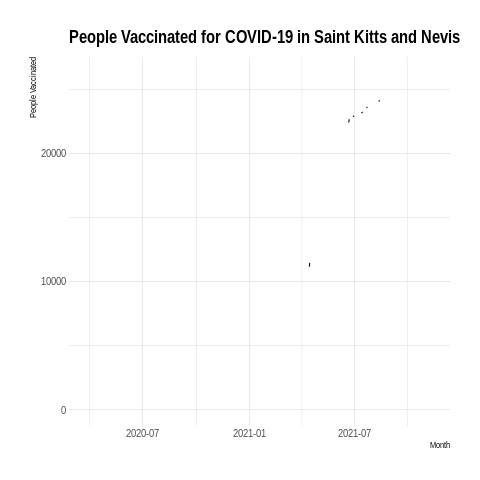 People Vaccinated for COVID-19 in Saint Kitts and Nevis
People Vaccinated
20000
10000
0
2020-07
2021-01
2021-07
Month